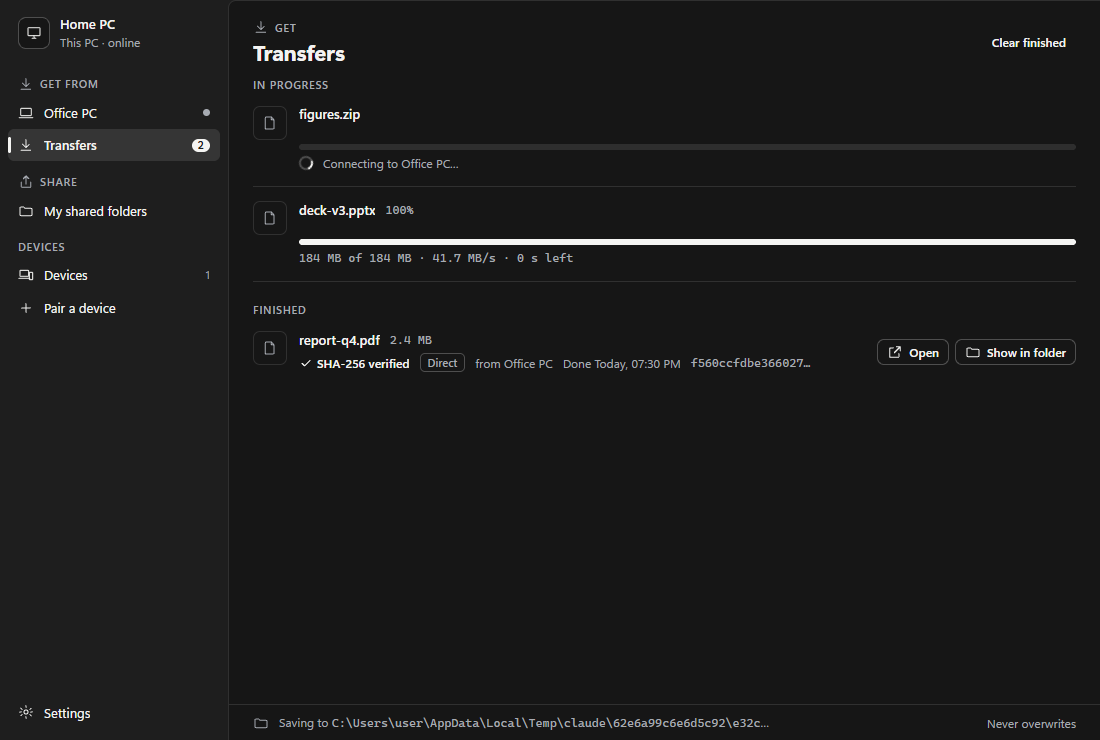 Home PC
This PC · online
GET FROM
Office PC
Transfers 2
SHARE
My shared folders
DEVICES
Devices 1
Pair a device
Settings
GET
Transfers
Clear finished
IN PROGRESS
figures.zip
Connecting to Office PC...
deck-v3.pptx 100%
184 MB of 184 MB · 41.7 MB/s · 0 s left
FINISHED
report-q4.pdf 2.4 MB
SHA-256 verified Direct from Office PC Done Today, 07:30 PM f560ccfdbe366027…
Open
Show in folder
Saving to C:\Users\user\AppData\Local\Temp\claude\62e6a99c6e6d5c92\e32c…
Never overwrites